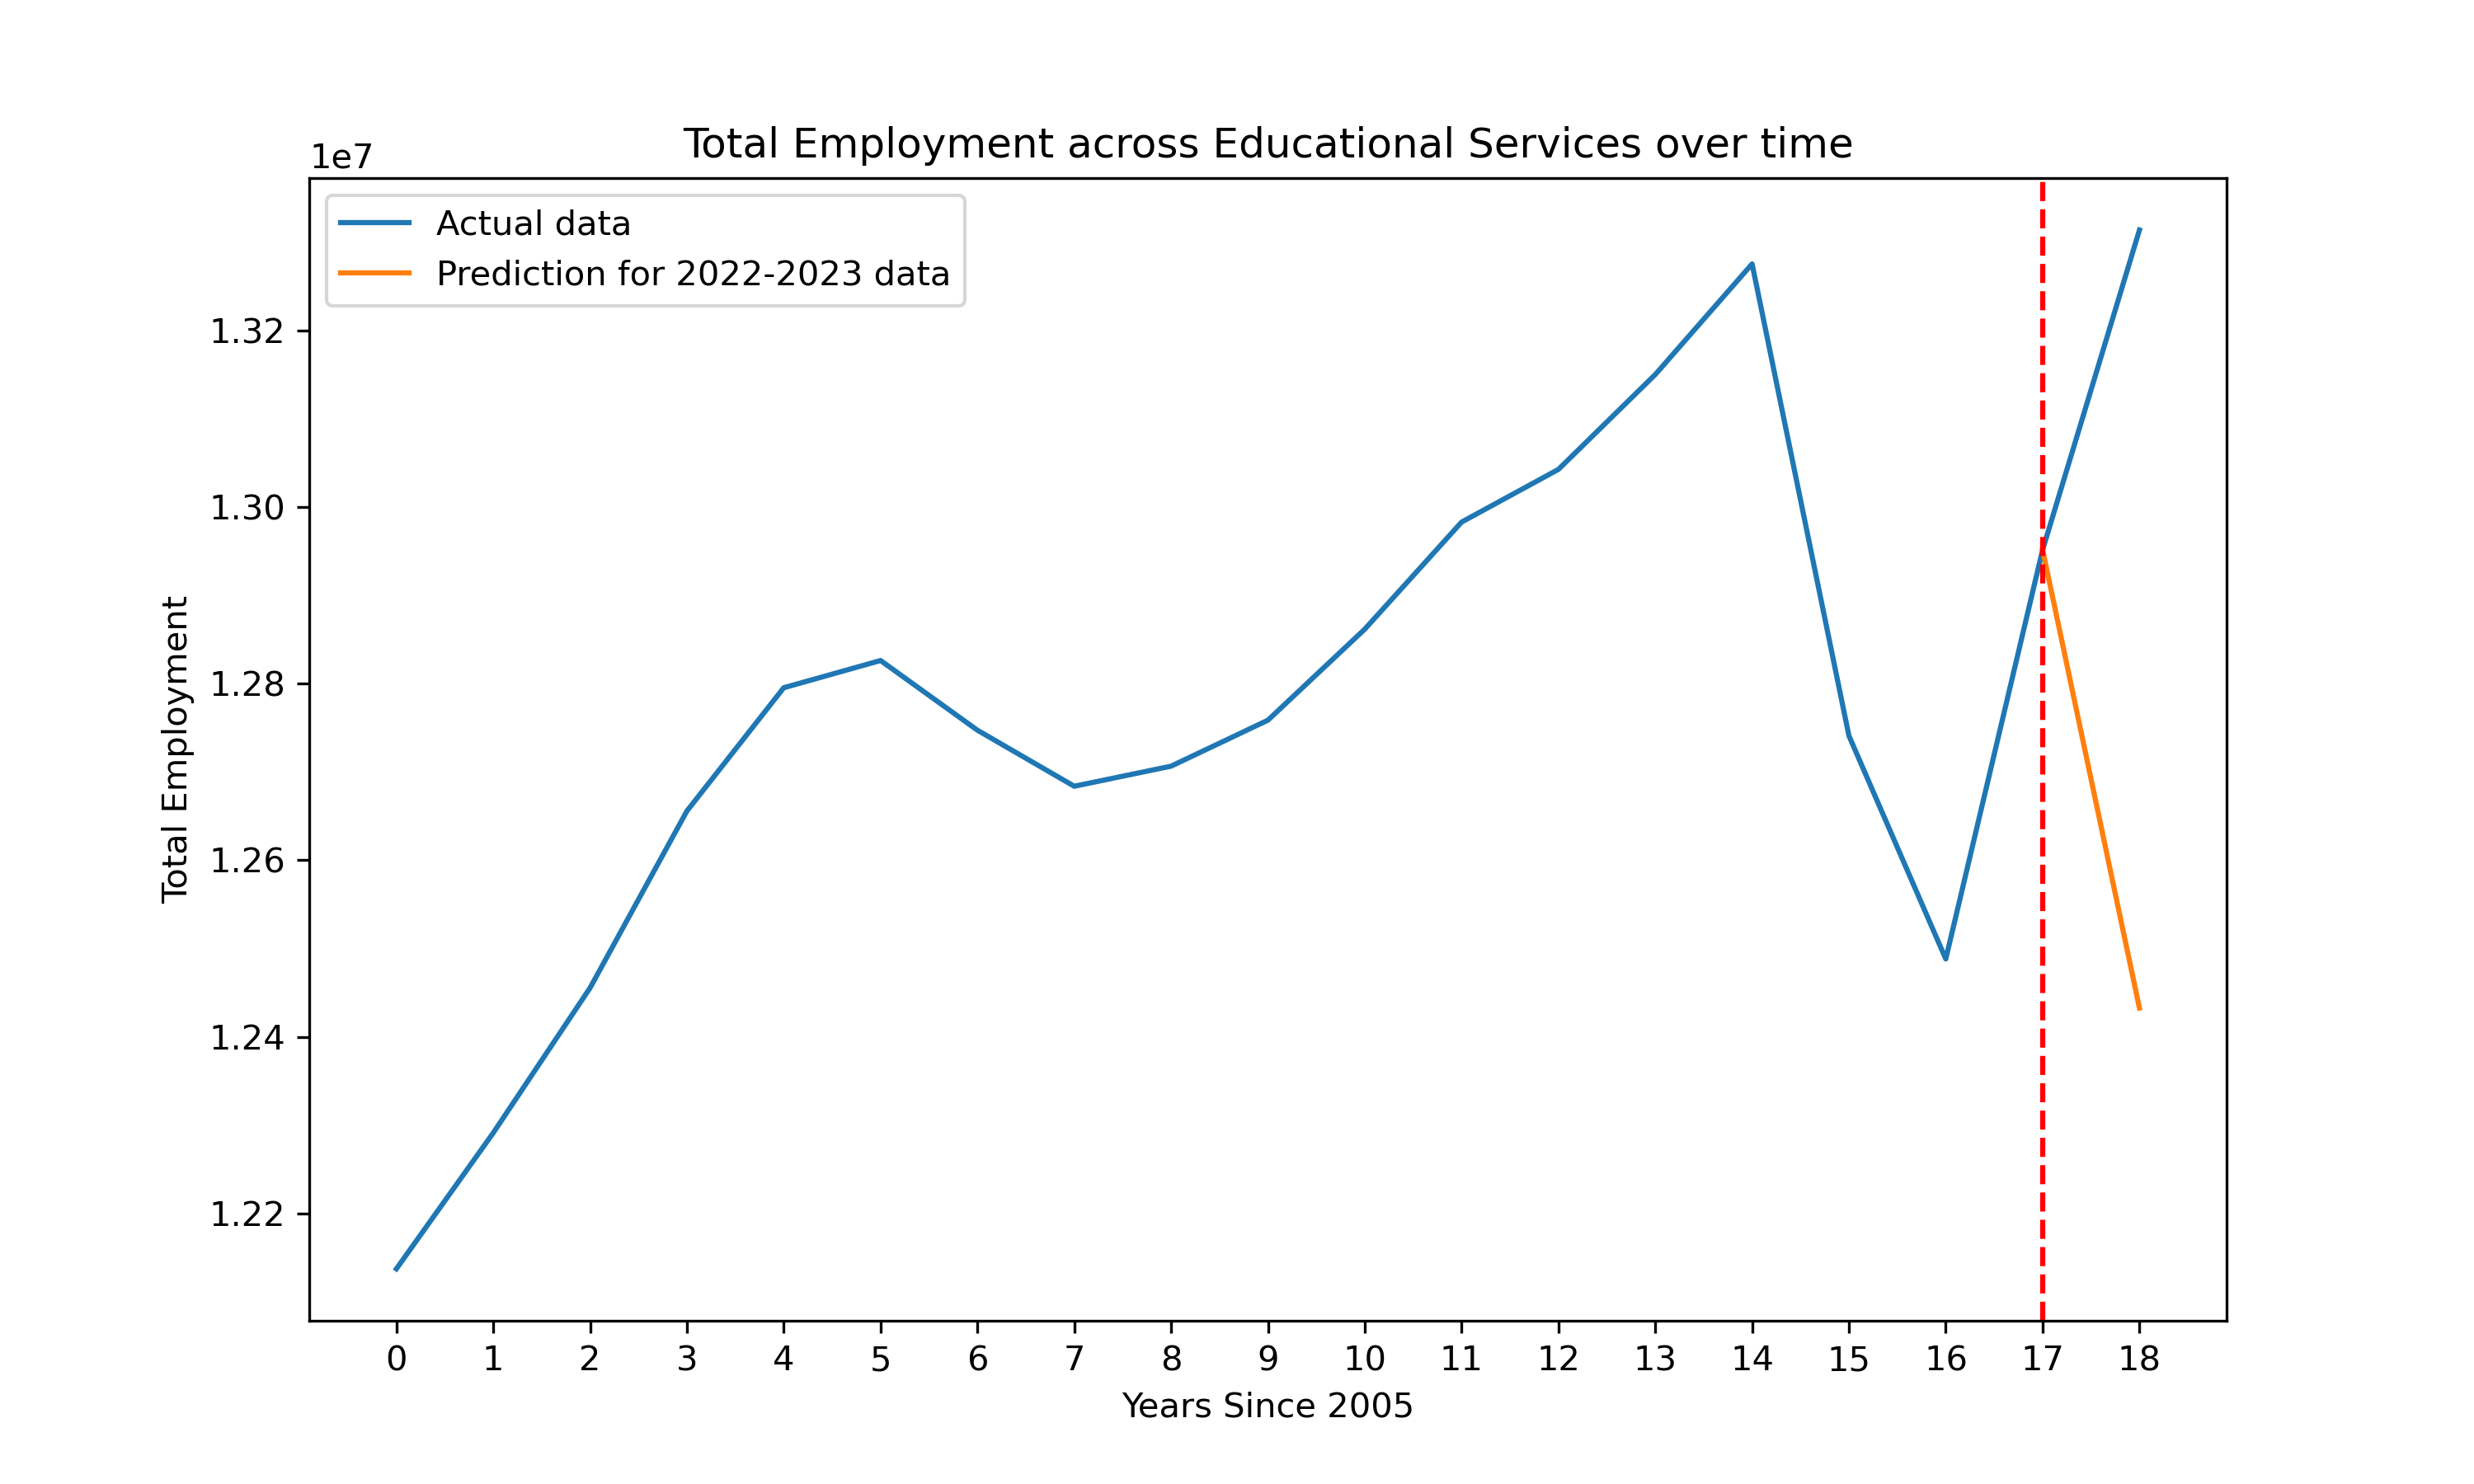 Total Employment across Educational Services over time
1e7
Actual data
Prediction for 2022-2023 data
1.32
1.30
1.28
1.26
1.24
1.22
Total Employment
0 1 2 3 4 5 6 7 8 9 10 11 12 13 14 15 16 17 18
Years Since 2005